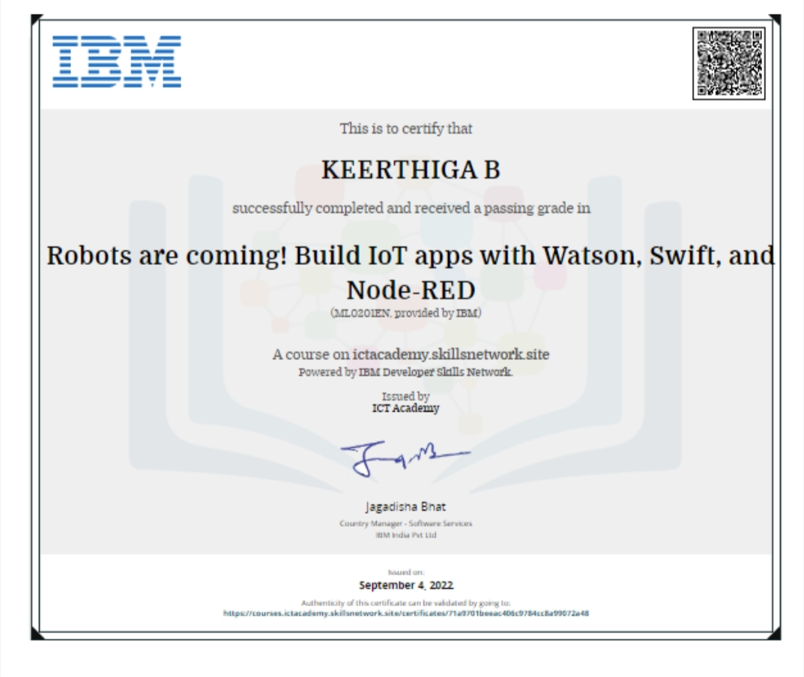 IBM
This is to certify that
KEERTHIGA B
successfully completed and received a passing grade in
Robots are coming! Build IoT apps with Watson, Swift, and
Node-RED
(ML0201EN, provided by IBM)
A course on ictacademy.skillsnetwork.site
Powered by IBM Developer Skills Network.
Issued by
ICT Academy
Jagadisha Bhat
Country Manager - Software Services
IBM India Pvt Ltd
Issued on:
September 4, 2022
Authenticity of this certificate can be validated by going to:
https://courses.ictacademy.skillsnetwork.site/certificates/71a9701beeac406c9784cc8a99072a48